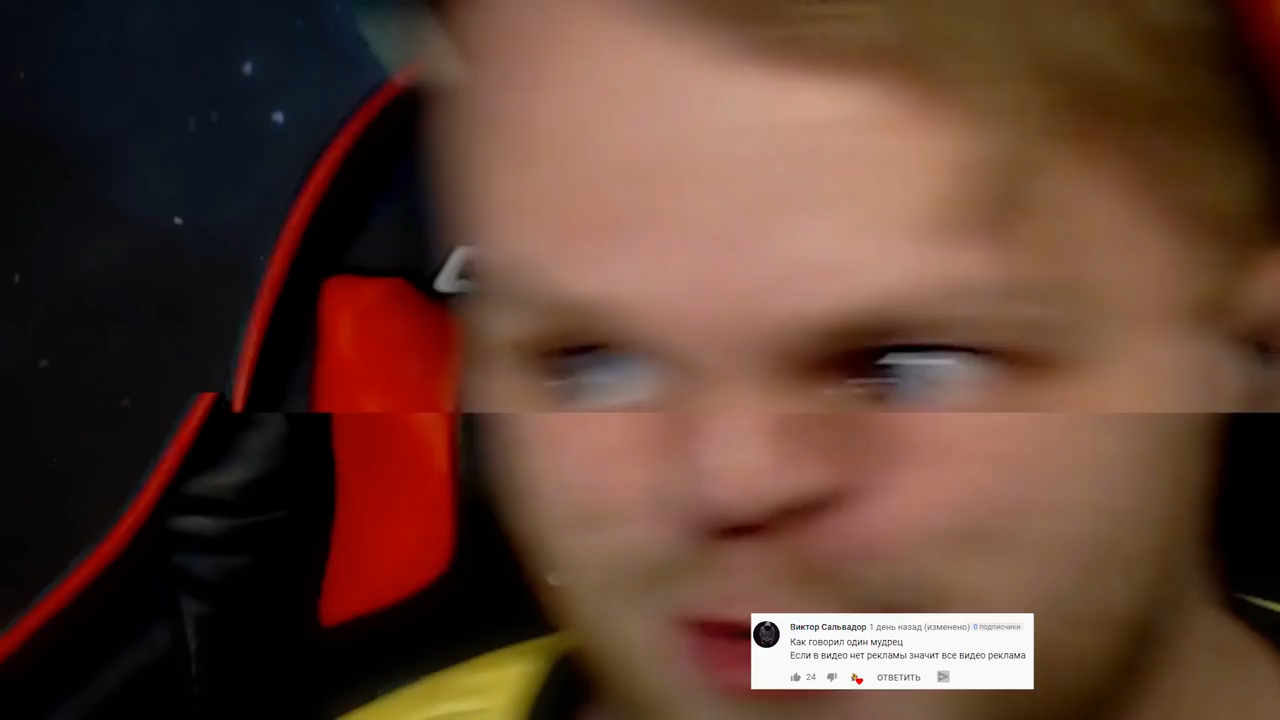 Виктор Сальвадор 1 день назад (изменено) 0 подписчики
Как говорил один мудрец
Если в видео нет рекламы значит все видео реклама
24 ОТВЕТИТЬ